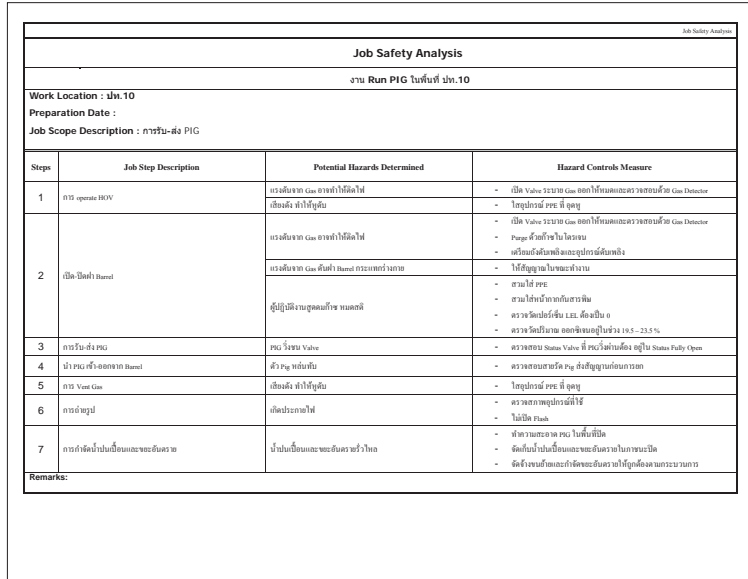 Job Safety Analysis
Job Safety Analysis
งาน Run PIG ในพื้นที่ ปท.10
Work Location : ปท.10
Preparation Date :
Job Scope Description : การรับ-ส่ง PIG
Steps Job Step Description Potential Hazards Determined Hazard Controls Measure
1 การ operate HOV แรงดันจาก Gas อาจทำให้ติดไฟ - เปิด Valve ระบาย Gas ออกให้หมดและตรวจสอบด้วย Gas Detector
เสียงดัง ทำให้หูดับ - ใส่อุปกรณ์ PPE ที่ อุดหู
2 เปิด-ปิดฝา Barrel แรงดันจาก Gas อาจทำให้ติดไฟ - เปิด Valve ระบาย Gas ออกให้หมดและตรวจสอบด้วย Gas Detector
- Purge ด้วยก๊าซไนโตรเจน
- เตรียมถังดับเพลิงและอุปกรณ์ดับเพลิง
แรงดันจาก Gas ดันฝา Barrel กระแทกร่างกาย - ให้สัญญาณในขณะทำงาน
ผู้ปฏิบัติงานสูดดมก๊าซ หมดสติ - สวมใส่ PPE
- สวมใส่หน้ากากกันสารพิษ
- ตรวจวัดเปอร์เซ็น LEL ต้องเป็น 0
- ตรวจวัดปริมาณ ออกซิเจนอยู่ในช่วง 19.5 – 23.5 %
3 การรับ-ส่ง PIG PIG วิ่งชน Valve - ตรวจสอบ Status Valve ที่ PIGวิ่งผ่านต้อง อยู่ใน Status Fully Open
4 นำ PIG เข้า-ออกจาก Barrel ตัว Pig หล่นทับ - ตรวจสอบสายรัด Pig ส่งสัญญาณก่อนการยก
5 การ Vent Gas เสียงดัง ทำให้หูดับ - ใส่อุปกรณ์ PPE ที่ อุดหู
6 การถ่ายรูป เกิดประกายไฟ - ตรวจสภาพอุปกรณ์ที่ใช้
- ไม่เปิด Flash
7 การกำจัดน้ำปนเปื้อนและขยะอันตราย น้ำปนเปื้อนและขยะอันตรายรั่วไหล - ทำความสะอาด PIG ในพื้นที่ปิด
- จัดเก็บน้ำปนเปื้อนและขยะอันตรายในภาชนะปิด
- จัดจ้างขนย้ายและกำจัดขยะอันตรายให้ถูกต้องตามกระบวนการ
Remarks: